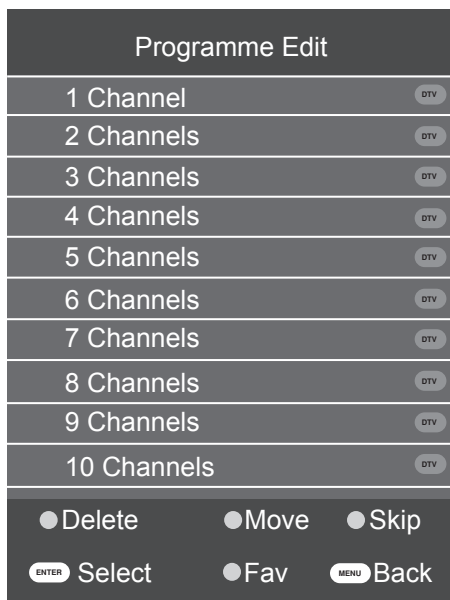 Programme Edit
1 Channel DTV
2 Channels DTV
3 Channels DTV
4 Channels DTV
5 Channels DTV
6 Channels DTV
7 Channels DTV
8 Channels DTV
9 Channels DTV
10 Channels DTV
Delete Move Skip
ENTER Select Fav MENU Back